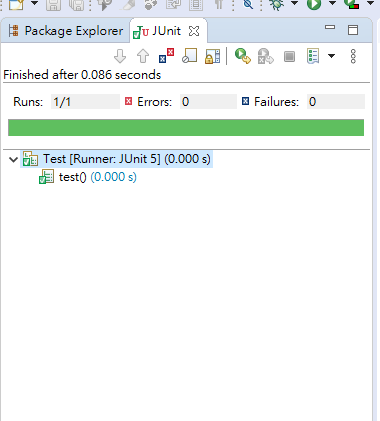 Package Explorer JUnit
Finished after 0.086 seconds
Runs: 1/1 Errors: 0 Failures: 0
Test [Runner: JUnit 5] (0.000 s)
test() (0.000 s)